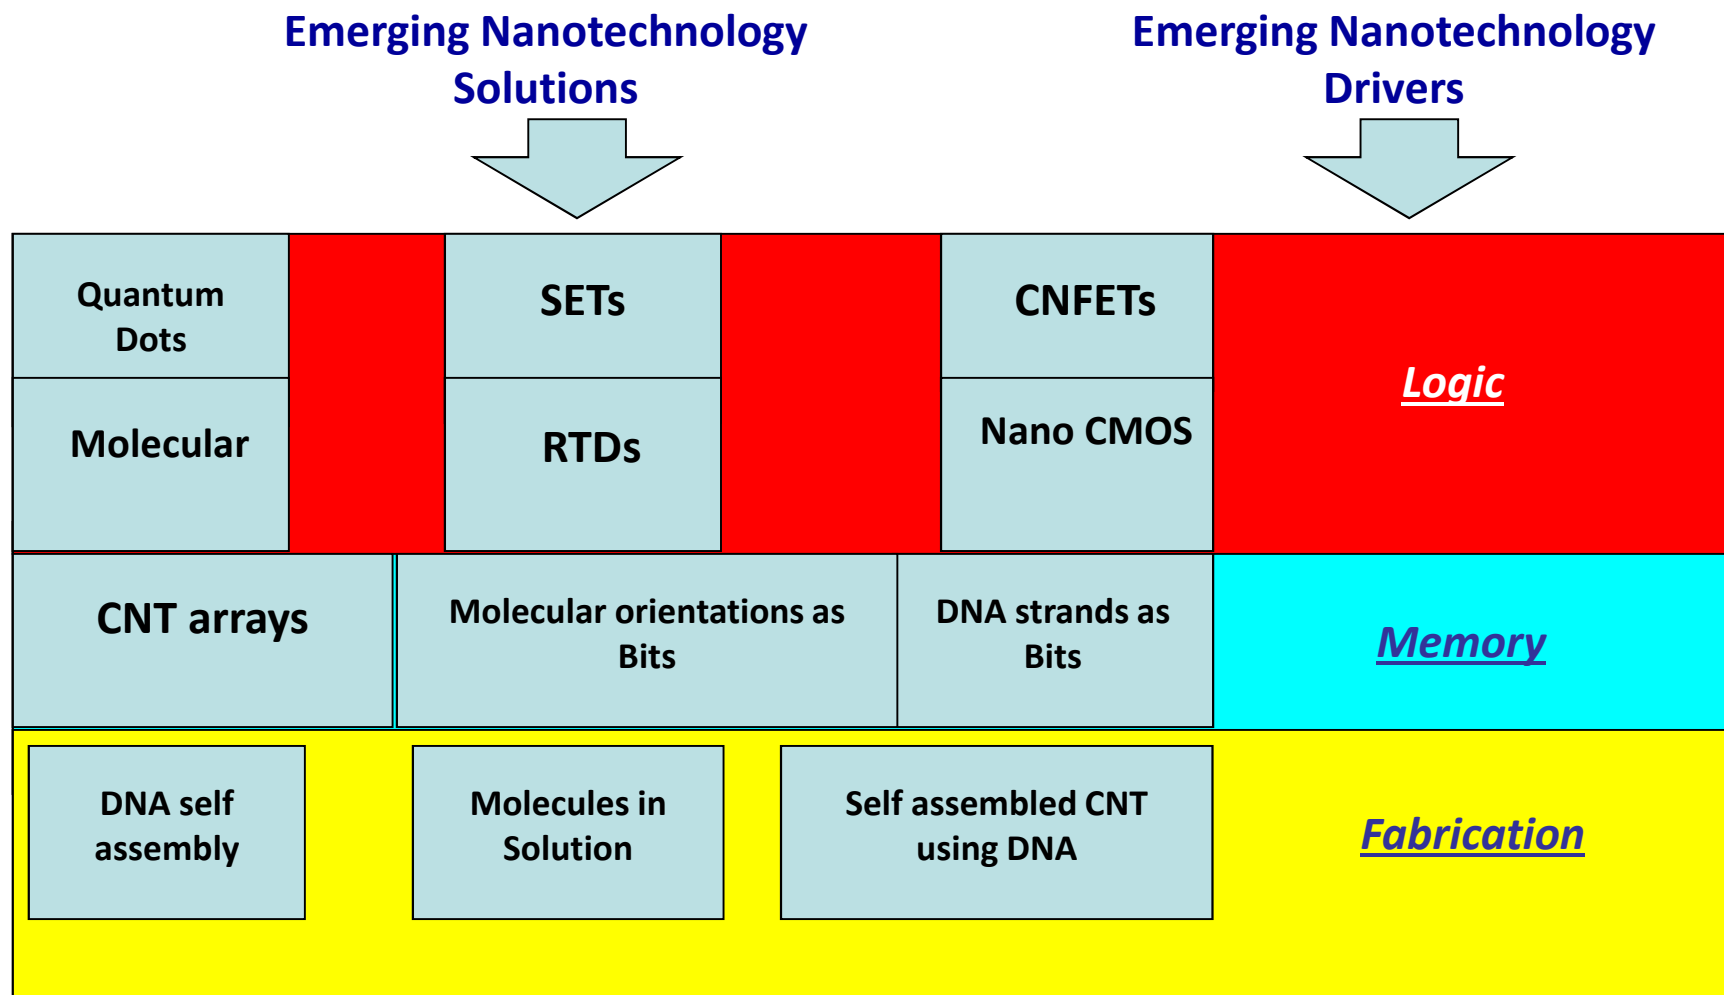 Emerging Nanotechnology
Solutions
Emerging Nanotechnology
Drivers
Quantum
Dots
SETs
CNFETs
Logic
Molecular
RTDs
Nano CMOS
CNT arrays
Molecular orientations as
Bits
DNA strands as
Bits
Memory
DNA self
assembly
Molecules in
Solution
Self assembled CNT
using DNA
Fabrication